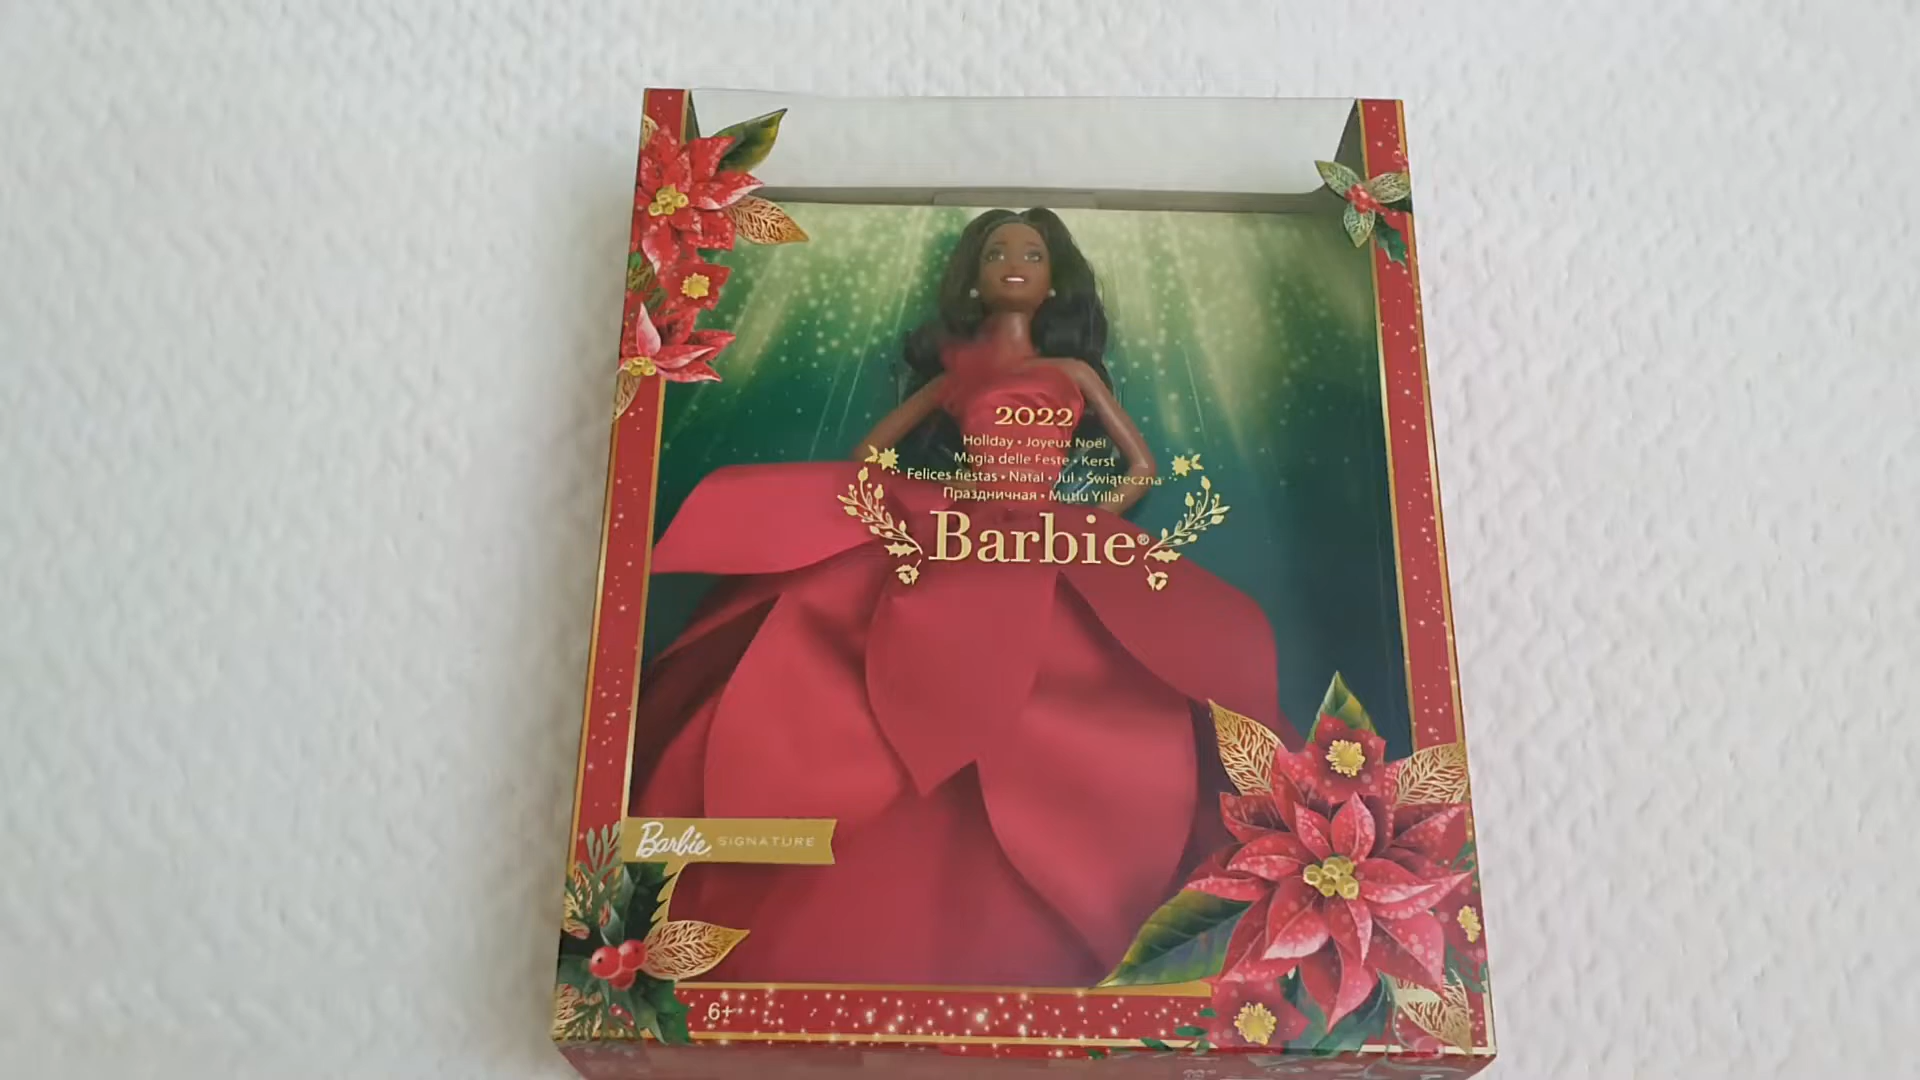 2022
Holiday • Joyeux Noël
Magia delle Feste • Kerst
Felices fiestas • Natal • Jul • Świąteczna
Праздничная • Mutlu Yıllar
Barbie®
Barbie SIGNATURE
6+